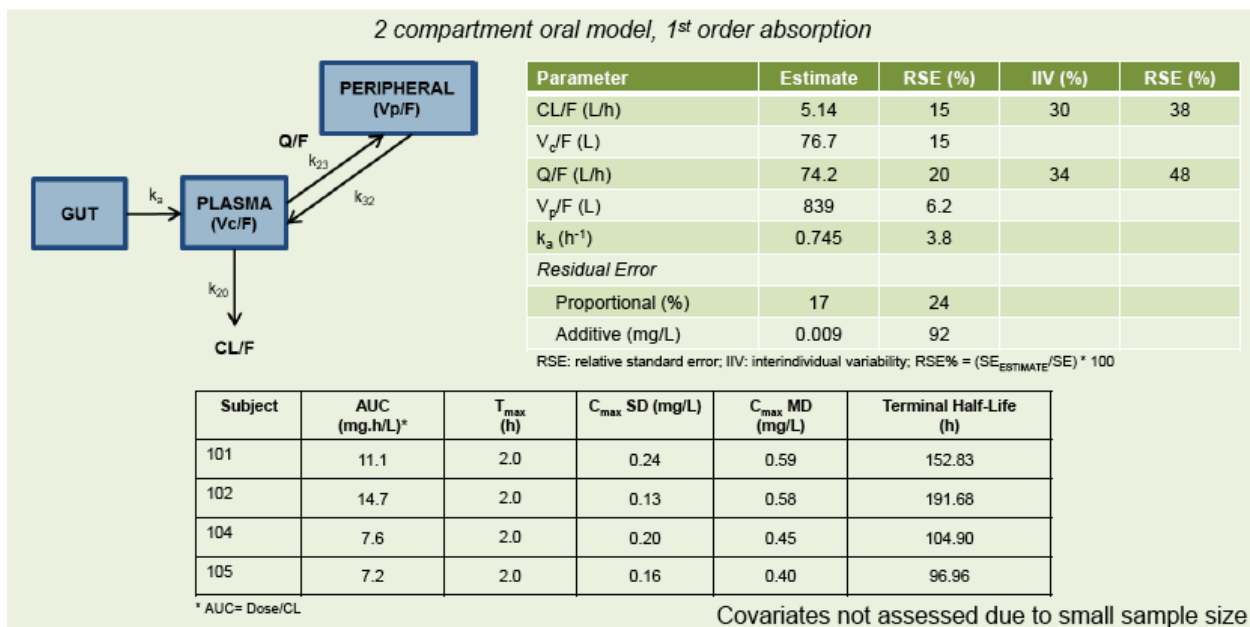 2 compartment oral model, 1st order absorption
PERIPHERAL
(Vp/F)
Q/F
k23
k32
GUT
ka
PLASMA
(Vc/F)
k20
CL/F
Parameter Estimate RSE (%) IIV (%) RSE (%)
CL/F (L/h) 5.14 15 30 38
Vc/F (L) 76.7 15
Q/F (L/h) 74.2 20 34 48
Vp/F (L) 839 6.2
ka (h-1) 0.745 3.8
Residual Error
Proportional (%) 17 24
Additive (mg/L) 0.009 92
RSE: relative standard error; IIV: interindividual variability; RSE% = (SEESTIMATE/SE) * 100
Subject AUC (mg.h/L)* Tmax (h) Cmax SD (mg/L) Cmax MD (mg/L) Terminal Half-Life (h)
101 11.1 2.0 0.24 0.59 152.83
102 14.7 2.0 0.13 0.58 191.68
104 7.6 2.0 0.20 0.45 104.90
105 7.2 2.0 0.16 0.40 96.96
* AUC= Dose/CL
Covariates not assessed due to small sample size